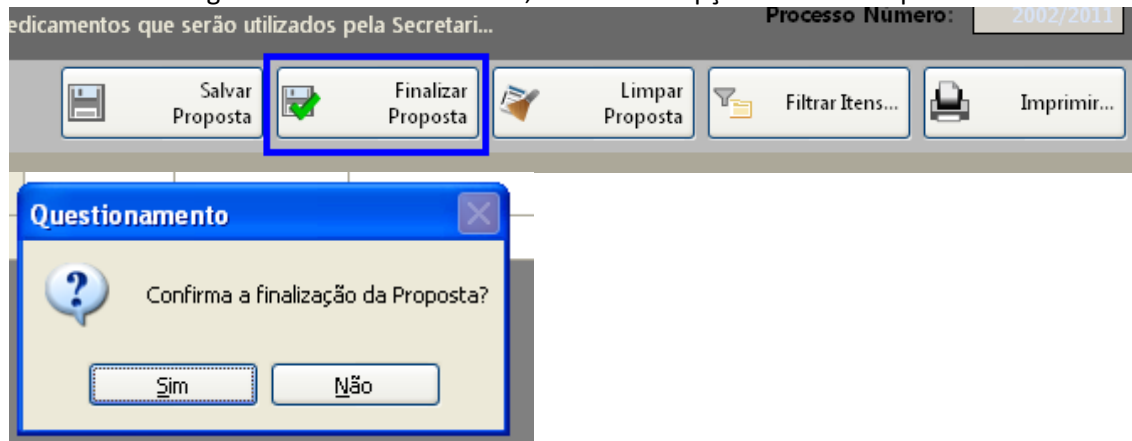 edicamentos que serão utilizados pela Secretari...
Processo Número: 2002/2011
Salvar
Proposta
Finalizar
Proposta
Limpar
Proposta
Filtrar Itens...
Imprimir...
Questionamento
Confirma a finalização da Proposta?
Sim
Não